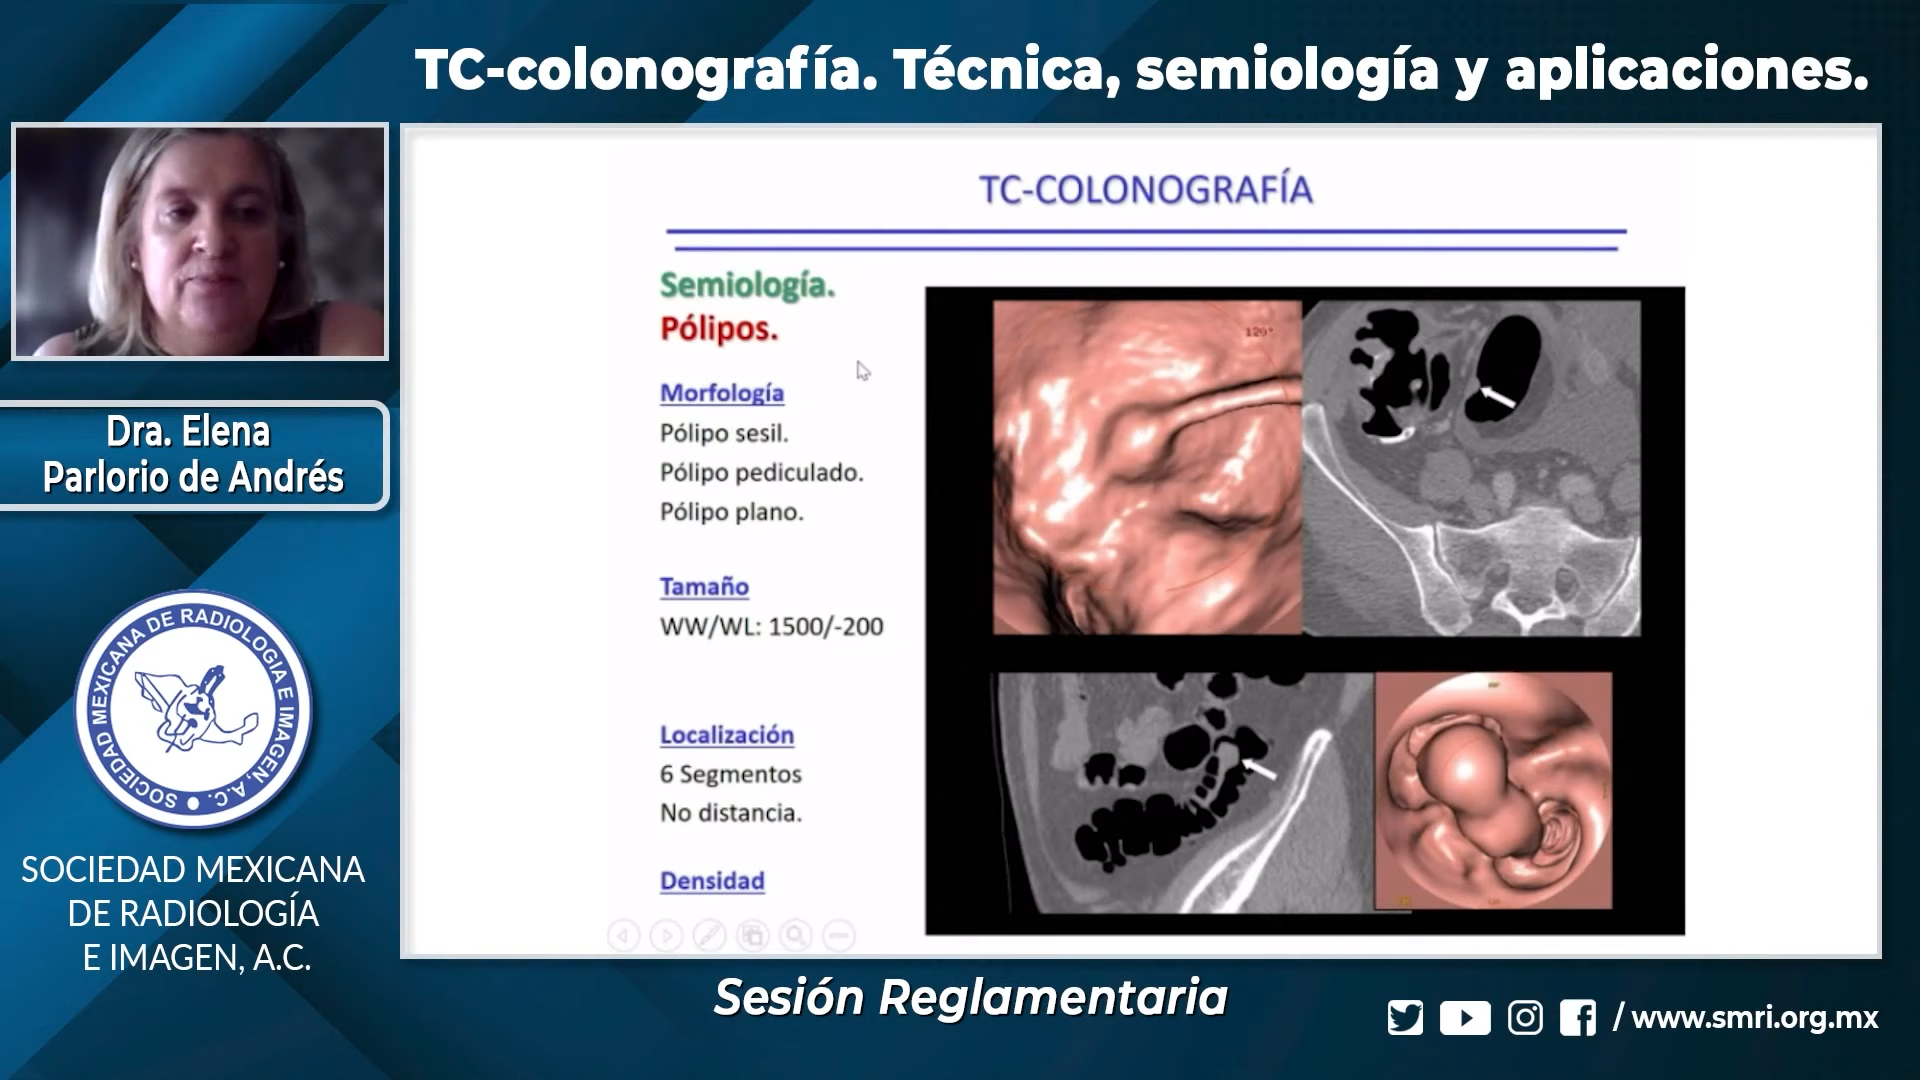 TC-colonografía. Técnica, semiología y aplicaciones.
Dra. Elena
Parlorio de Andrés
SOCIEDAD MEXICANA DE RADIOLOGIA E IMAGEN, A.C.
SOCIEDAD MEXICANA
DE RADIOLOGÍA
E IMAGEN, A.C.
TC-COLONOGRAFÍA
Semiología.
Pólipos.
Morfología
Pólipo sesil.
Pólipo pediculado.
Pólipo plano.
Tamaño
WW/WL: 1500/-200
Localización
6 Segmentos
No distancia.
Densidad
120°
Sesión Reglamentaria
/ www.smri.org.mx